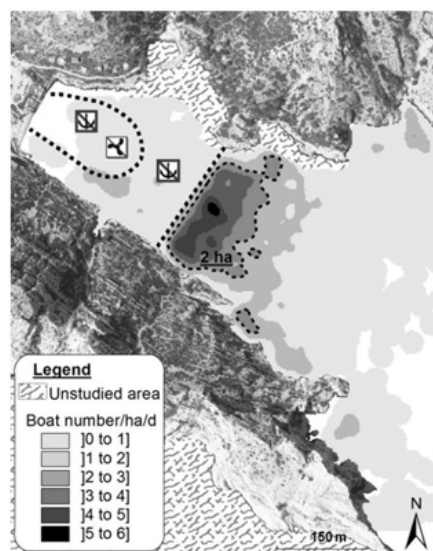 2 ha
Legend
Unstudied area
Boat number/ha/d
]0 to 1]
]1 to 2]
]2 to 3]
]3 to 4]
]4 to 5]
]5 to 6]
N
150 m